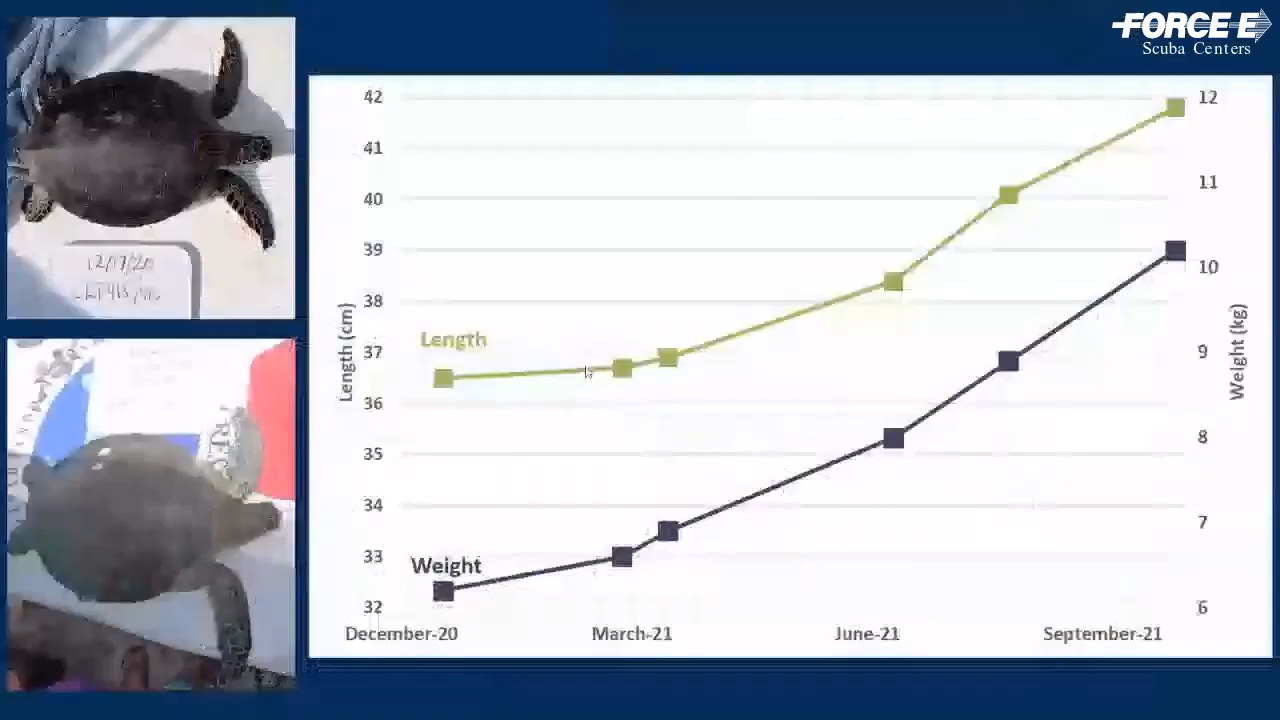 FORCE-E
Scuba Centers
42
41
40
39
38
37
36
35
34
33
32
Length (cm)
12
11
10
9
8
7
6
Weight (kg)
Length
Weight
December-20
March-21
June-21
September-21
12/17/20